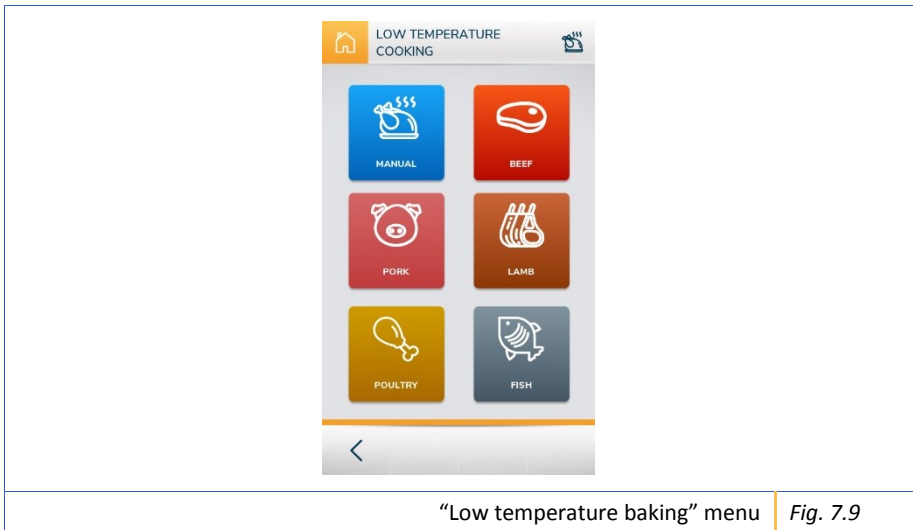 LOW TEMPERATURE
COOKING
MANUAL
BEEF
PORK
LAMB
POULTRY
FISH
“Low temperature baking” menu
Fig. 7.9